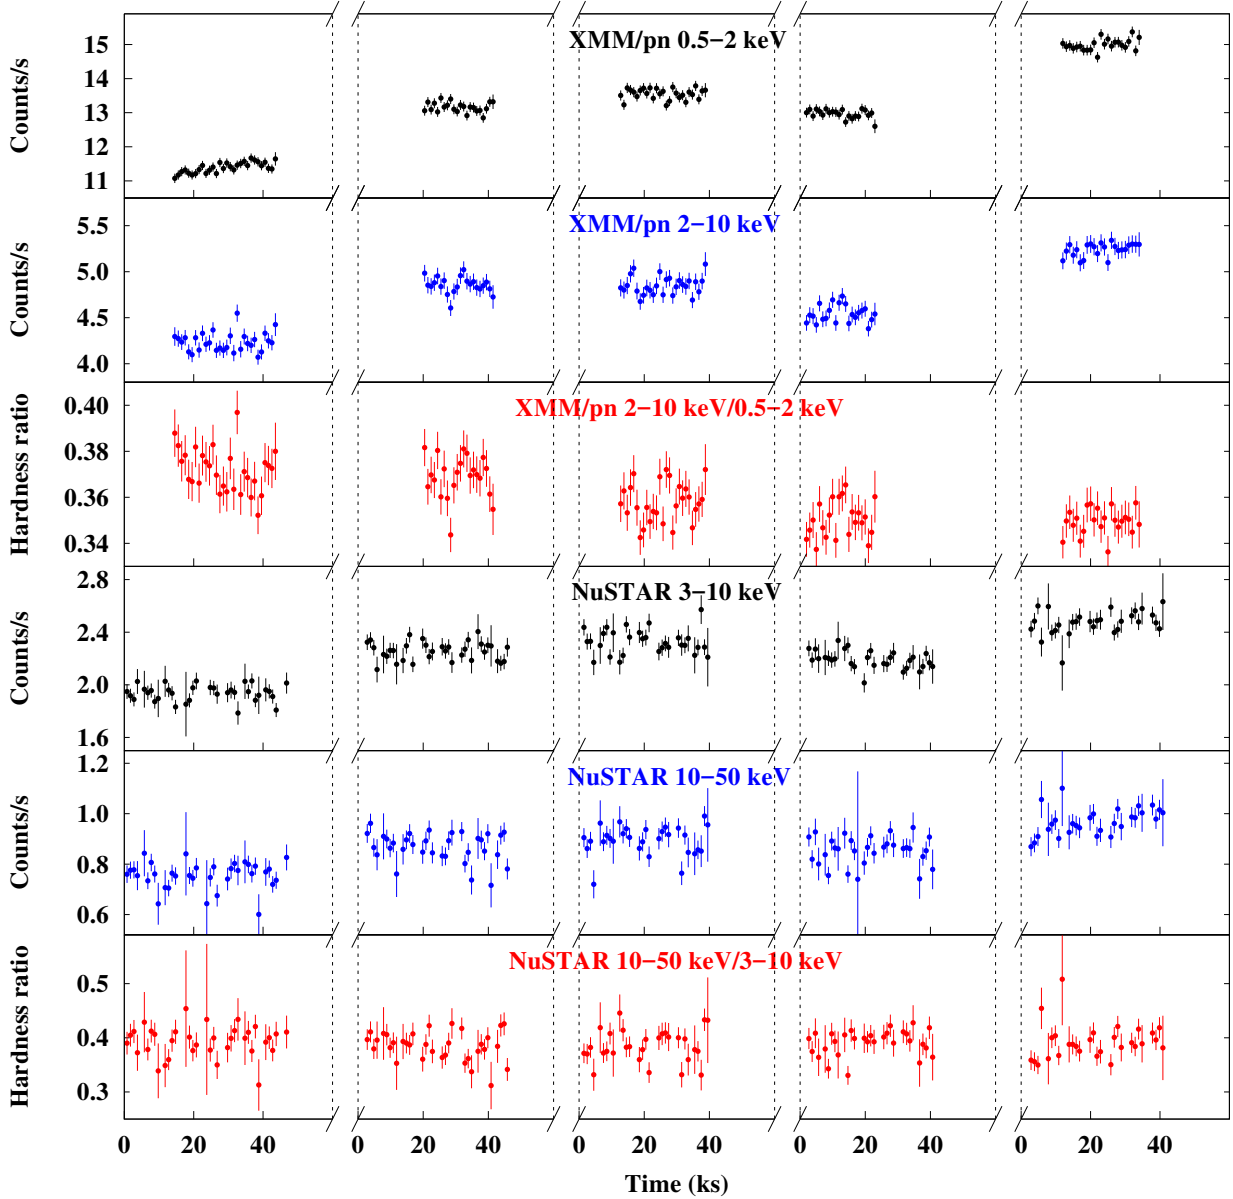 XMM/pn 0.5−2 keV
Counts/s
15
14
13
12
11
XMM/pn 2−10 keV
Counts/s
5.5
5.0
4.5
4.0
XMM/pn 2−10 keV/0.5−2 keV
Hardness ratio
0.40
0.38
0.36
0.34
NuSTAR 3−10 keV
Counts/s
2.8
2.4
2.0
1.6
NuSTAR 10−50 keV
Counts/s
1.2
1.0
0.8
0.6
NuSTAR 10−50 keV/3−10 keV
Hardness ratio
0.5
0.4
0.3
0 20 40 0 20 40 0 20 40 0 20 40 0 20 40
Time (ks)